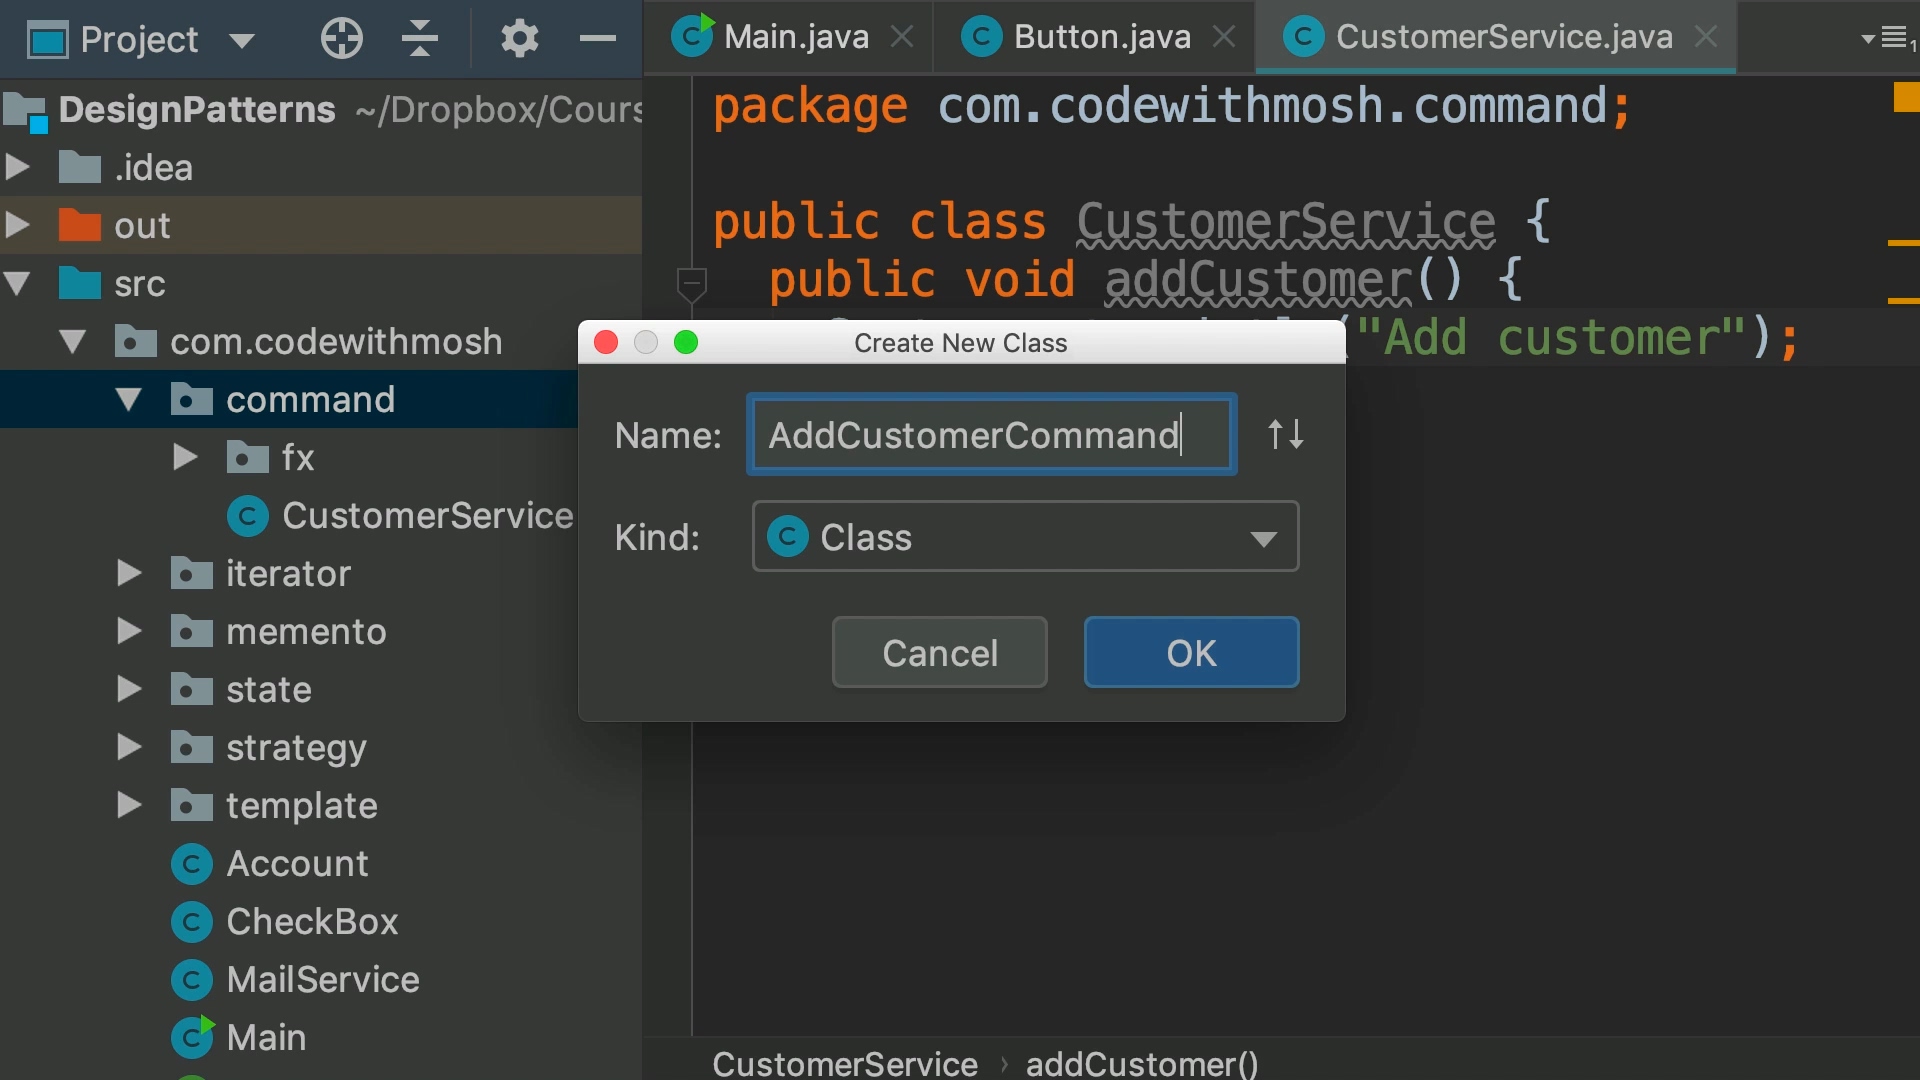 Project
Main.java
Button.java
CustomerService.java
DesignPatterns ~/Dropbox/Cours
.idea
out
src
com.codewithmosh
command
fx
CustomerService
iterator
memento
state
strategy
template
Account
CheckBox
MailService
Main
package com.codewithmosh.command;
public class CustomerService {
public void addCustomer() {
("Add customer");
Create New Class
Name: AddCustomerCommand
Kind: Class
Cancel OK
CustomerService › addCustomer()